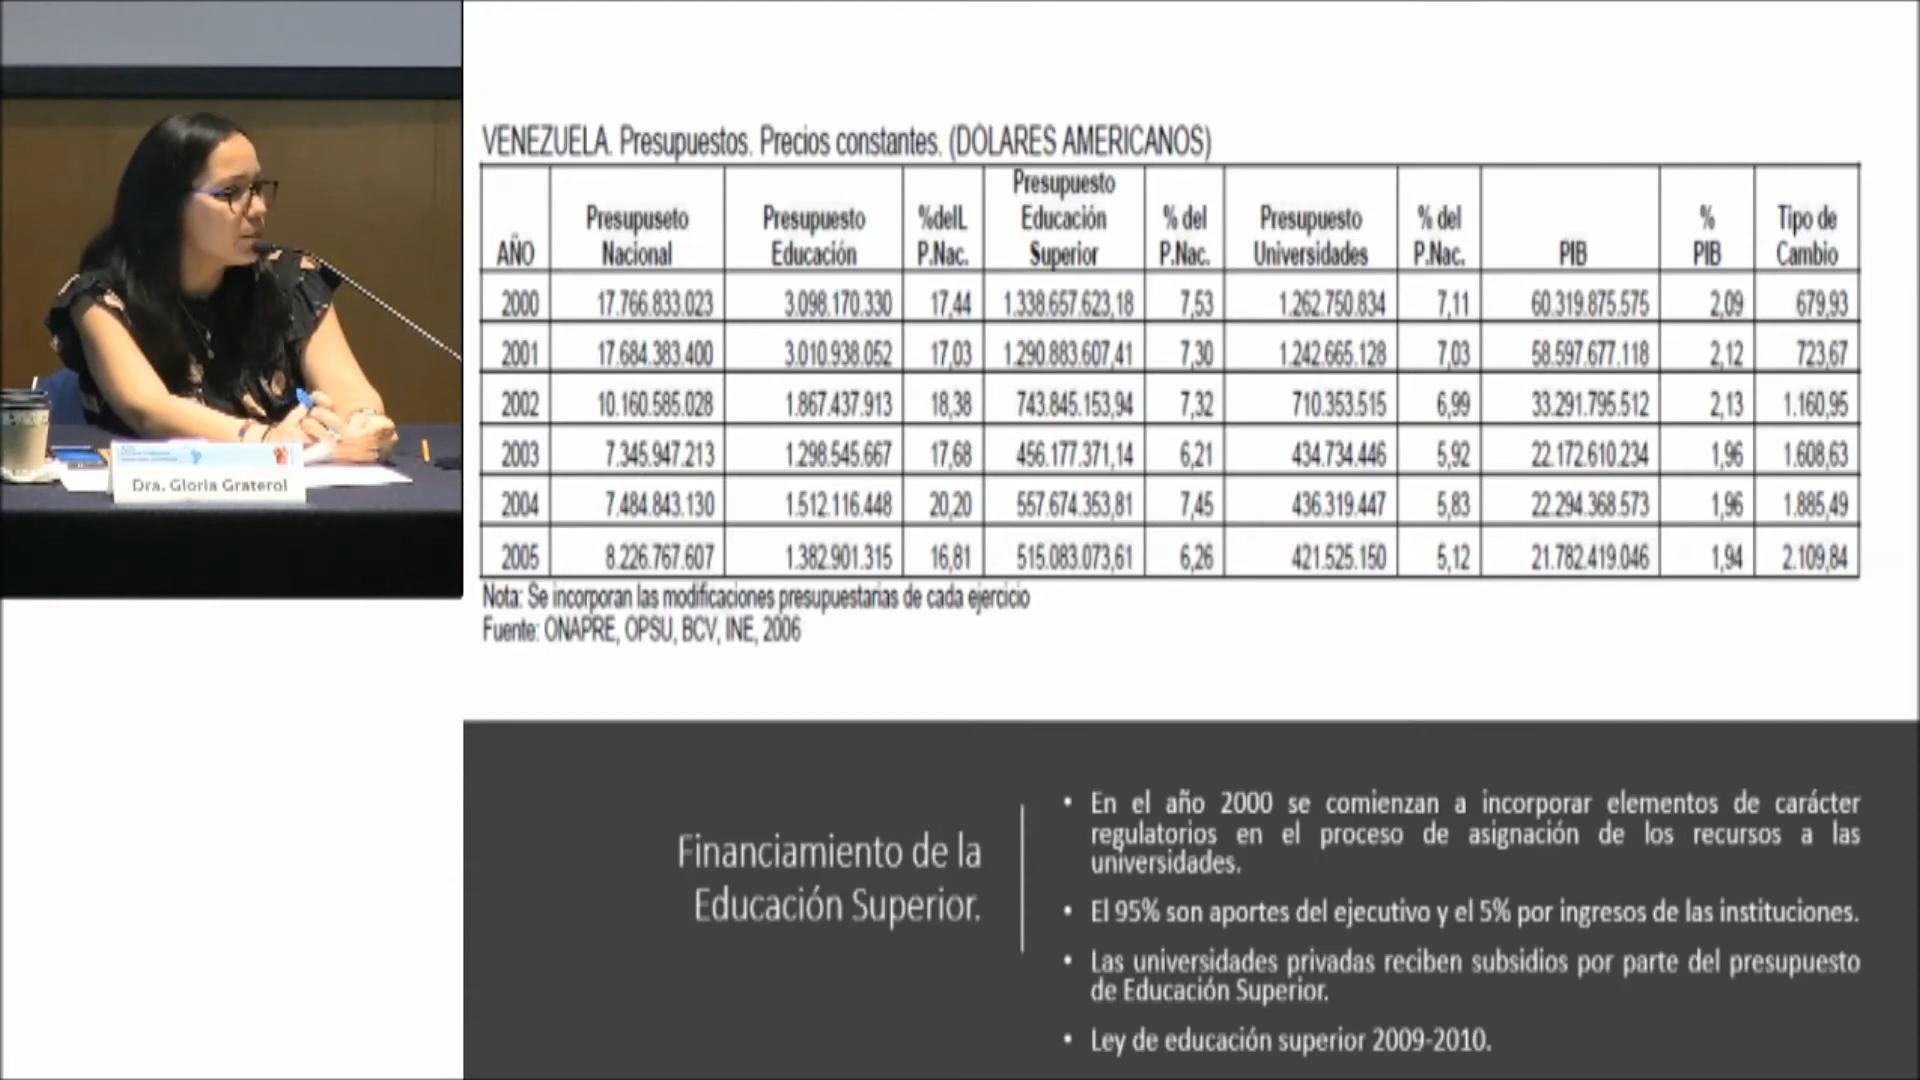 Dra. Gloria Graterol
VENEZUELA. Presupuestos. Precios constantes. (DOLARES AMERICANOS)
AÑO Presupuseto Nacional Presupuesto Educación %delL P.Nac. Presupuesto Educación Superior % del P.Nac. Presupuesto Universidades % del P.Nac. PIB % PIB Tipo de Cambio
2000 17.766.833.023 3.098.170.330 17,44 1.338.657.623,18 7,53 1.262.750.834 7,11 60.319.875.575 2,09 679,93
2001 17.684.383.400 3.010.938.052 17,03 1.290.883.607,41 7,30 1.242.665.128 7,03 58.597.677.118 2,12 723,67
2002 10.160.585.028 1.867.437.913 18,38 743.845.153,94 7,32 710.353.515 6,99 33.291.795.512 2,13 1.160,95
2003 7.345.947.213 1.298.545.667 17,68 456.177.371,14 6,21 434.734.446 5,92 22.172.610.234 1,96 1.608,63
2004 7.484.843.130 1.512.116.448 20,20 557.674.353,81 7,45 436.319.447 5,83 22.294.368.573 1,96 1.885,49
2005 8.226.767.607 1.382.901.315 16,81 515.083.073,61 6,26 421.525.150 5,12 21.782.419.046 1,94 2.109,84
Nota: Se incorporan las modificaciones presupuestarias de cada ejercicio
Fuente: ONAPRE, OPSU, BCV, INE, 2006
Financiamiento de la
Educación Superior.
• En el año 2000 se comienzan a incorporar elementos de carácter
regulatorios en el proceso de asignación de los recursos a las
universidades.
• El 95% son aportes del ejecutivo y el 5% por ingresos de las instituciones.
• Las universidades privadas reciben subsidios por parte del presupuesto
de Educación Superior.
• Ley de educación superior 2009-2010.